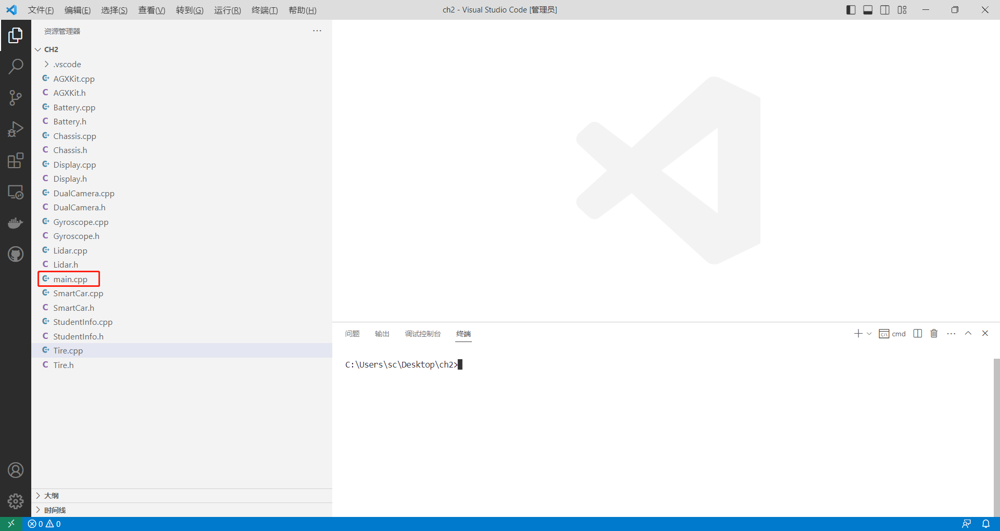 文件(F) 编辑(E) 选择(S) 查看(V) 转到(G) 运行(R) 终端(T) 帮助(H) ch2 - Visual Studio Code [管理员]
资源管理器
CH2
.vscode
AGXKit.cpp
AGXKit.h
Battery.cpp
Battery.h
Chassis.cpp
Chassis.h
Display.cpp
Display.h
DualCamera.cpp
DualCamera.h
Gyroscope.cpp
Gyroscope.h
Lidar.cpp
Lidar.h
main.cpp
SmartCar.cpp
SmartCar.h
StudentInfo.cpp
StudentInfo.h
Tire.cpp
Tire.h
大纲
时间线
问题 输出 调试控制台 终端 cmd
C:\Users\sc\Desktop\ch2>
0 0